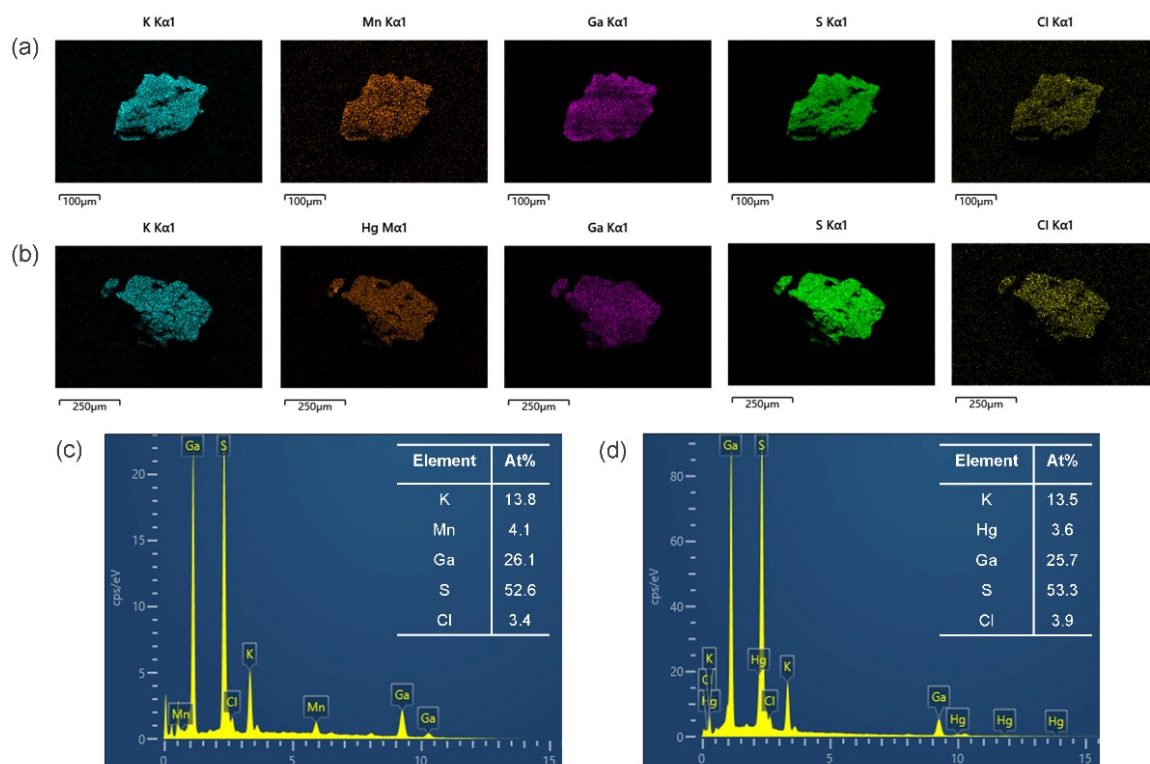 K Kα1 Mn Kα1 Ga Kα1 S Kα1 Cl Kα1
(a)
100µm 100µm 100µm 100µm 100µm
K Kα1 Hg Mα1 Ga Kα1 S Kα1 Cl Kα1
(b)
250µm 250µm 250µm 250µm 250µm
(c)
Ga S
Element At%
K 13.8
Mn 4.1
Ga 26.1
S 52.6
Cl 3.4
20
15
10
5
0
cps/eV
K
Cl
Mn Mn Ga Ga
0 5 10 15
(d)
Ga S
Element At%
K 13.5
Hg 3.6
Ga 25.7
S 53.3
Cl 3.9
80
60
40
20
0
cps/eV
K Hg K
Cl
Hg Cl Ga Hg Hg Hg
0 5 10 15